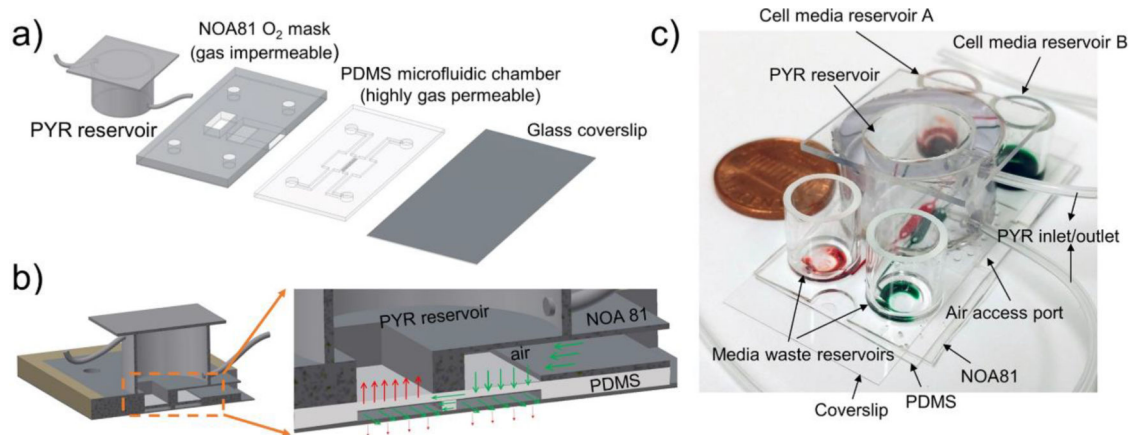 a)
NOA81 O2 mask
(gas impermeable)
PDMS microfluidic chamber
(highly gas permeable)
Glass coverslip
PYR reservoir
b)
PYR reservoir
NOA 81
air
PDMS
c)
Cell media reservoir A
Cell media reservoir B
PYR reservoir
PYR inlet/outlet
Air access port
Media waste reservoirs
NOA81
PDMS
Coverslip